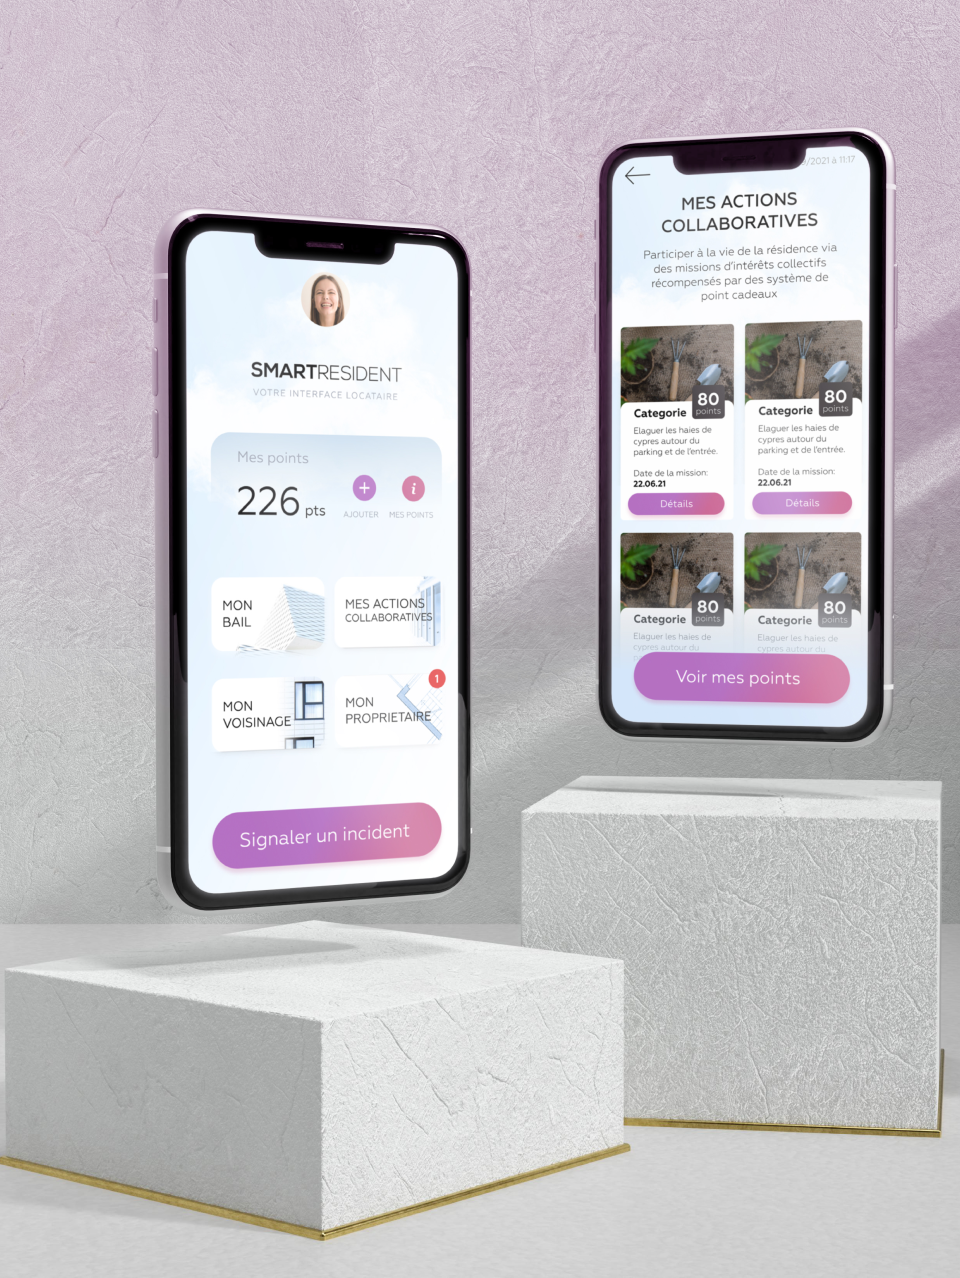 SMARTRESIDENT
VOTRE INTERFACE LOCATAIRE
Mes points
226 pts
+
AJOUTER
i
MES POINTS
MON
BAIL
MES ACTIONS
COLLABORATIVES
MON
VOISINAGE
1
MON
PROPRIETAIRE
Signaler un incident
/2021 à 11:17
MES ACTIONS
COLLABORATIVES
Participer à la vie de la résidence via
des missions d'intérêts collectifs
récompensés par des système de
point cadeaux
80
points
Categorie
Elaguer les haies de
cypres autour du
parking et de l'entrée.
Date de la mission:
22.06.21
Détails
80
points
Categorie
Elaguer les haies de
cypres autour du
parking et de l'entrée.
Date de la mission:
22.06.21
Détails
80
points
Categorie
Elaguer les haies de
cypres autour du
80
points
Categorie
Elaguer les haies de
cypres autour du
Voir mes points